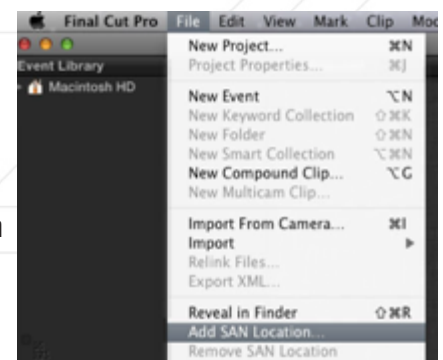 Final Cut Pro File Edit View Mark Clip
Event Library
Macintosh HD
New Project... ⌘N
Project Properties... ⌘J
New Event ⌥N
New Keyword Collection ⇧⌘K
New Folder ⇧⌘N
New Smart Collection ⌥⌘N
New Compound Clip... ⌥G
New Multicam Clip...
Import From Camera... ⌘I
Import
Relink Files...
Export XML...
Reveal in Finder ⇧⌘R
Add SAN Location...
Remove SAN Location